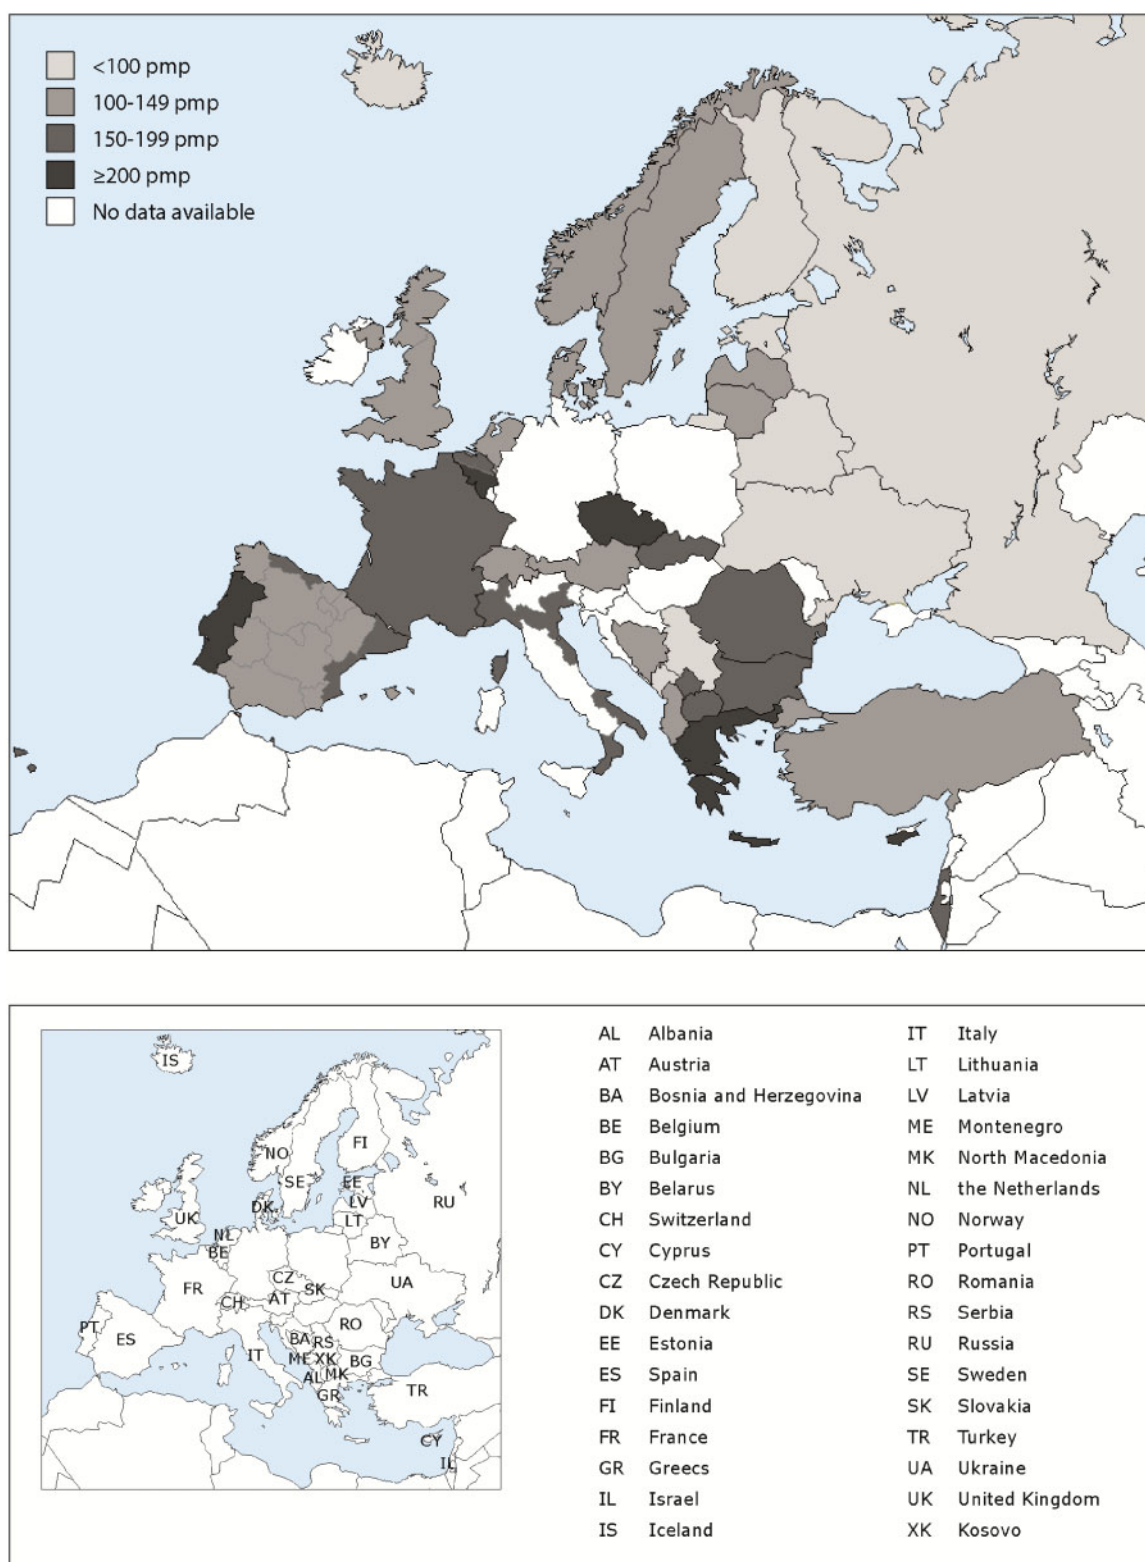 <100 pmp
100-149 pmp
150-199 pmp
≥200 pmp
No data available
IS
NO
FI
SE
EE
RU
DK
LV
LT
UK
NL
BE
BY
CZ
UA
FR
SK
CH
AT
RO
PT
ES
IT
BA
RS
ME
XK
BG
AL
MK
GR
TR
CY
IL
AL Albania
AT Austria
BA Bosnia and Herzegovina
BE Belgium
BG Bulgaria
BY Belarus
CH Switzerland
CY Cyprus
CZ Czech Republic
DK Denmark
EE Estonia
ES Spain
FI Finland
FR France
GR Greecs
IL Israel
IS Iceland
IT Italy
LT Lithuania
LV Latvia
ME Montenegro
MK North Macedonia
NL the Netherlands
NO Norway
PT Portugal
RO Romania
RS Serbia
RU Russia
SE Sweden
SK Slovakia
TR Turkey
UA Ukraine
UK United Kingdom
XK Kosovo